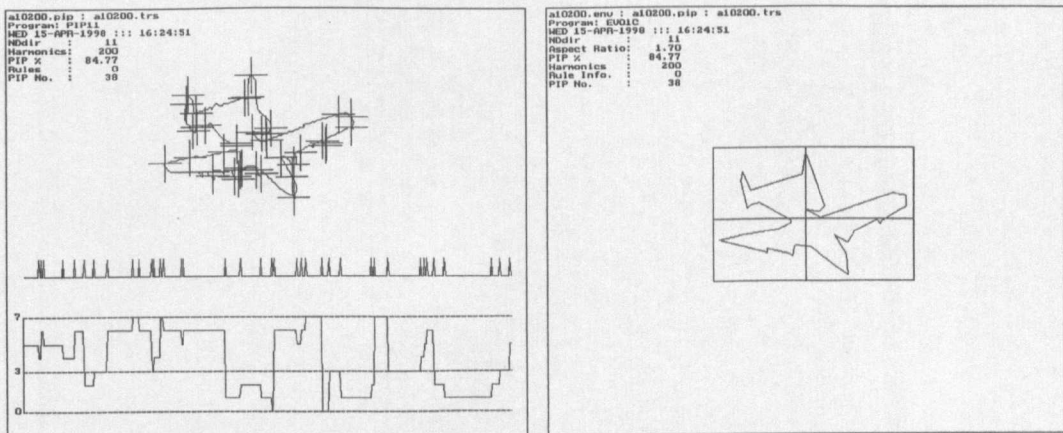 al0200.pip : al0200.trs
Program: PIP11
WED 15-APR-1998 ::: 16:24:51
NDdir : 11
Harmonics: 200
PIP % : 84.77
Rules : 0
PIP No. : 38
7
3
0
al0200.env : al0200.pip : al0200.trs
Program: EVO1C
WED 15-APR-1998 ::: 16:24:51
NDdir : 11
Aspect Ratio: 1.70
PIP % : 84.77
Harmonics : 200
Rule Info. : 0
PIP No. : 38